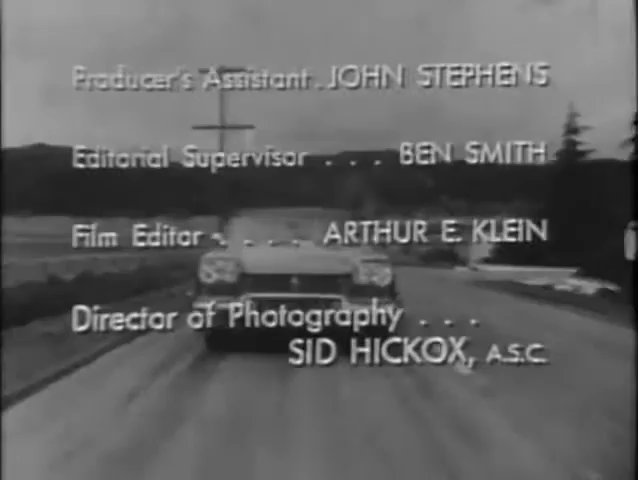 Producer's Assistant . JOHN STEPHENS
Editorial Supervisor . . . BEN SMITH
Film Editor . . . . ARTHUR E. KLEIN
Director of Photography . . .
SID HICKOX, A.S.C.